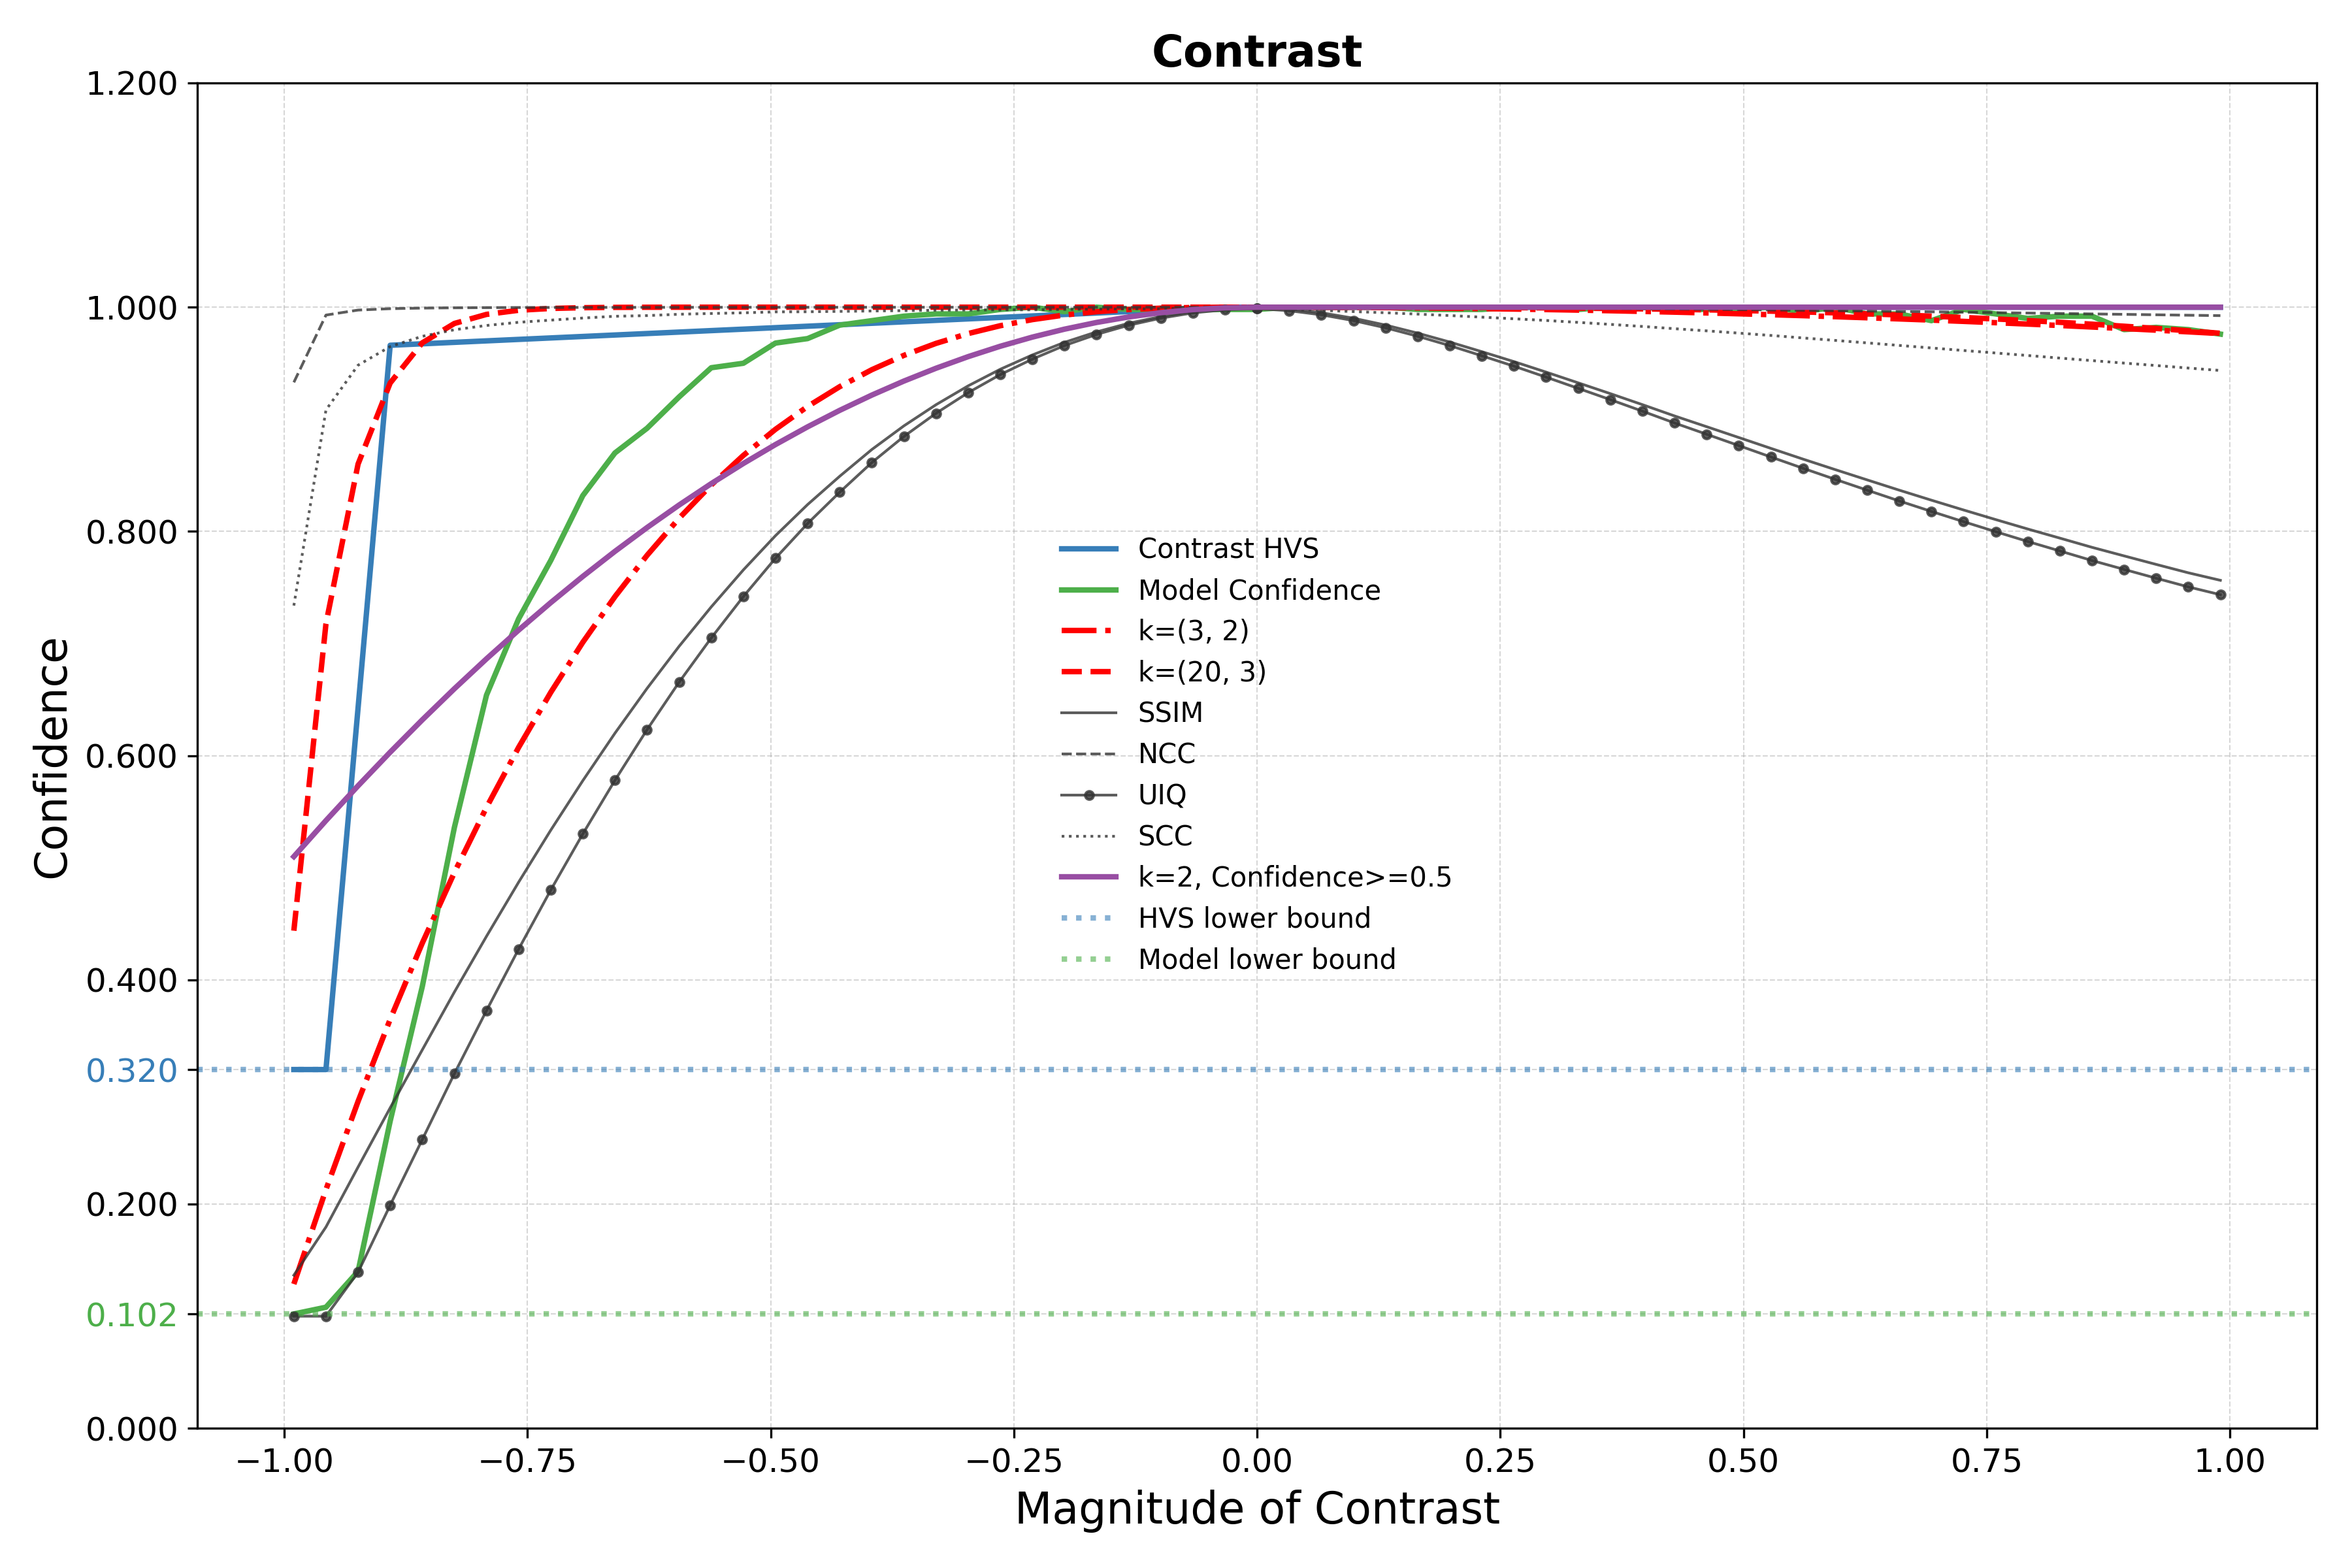 Contrast
Confidence
1.200
1.000
0.800
0.600
0.400
0.320
0.200
0.102
0.000
Contrast HVS
Model Confidence
k=(3, 2)
k=(20, 3)
SSIM
NCC
UIQ
SCC
k=2, Confidence>=0.5
HVS lower bound
Model lower bound
−1.00 −0.75 −0.50 −0.25 0.00 0.25 0.50 0.75 1.00
Magnitude of Contrast